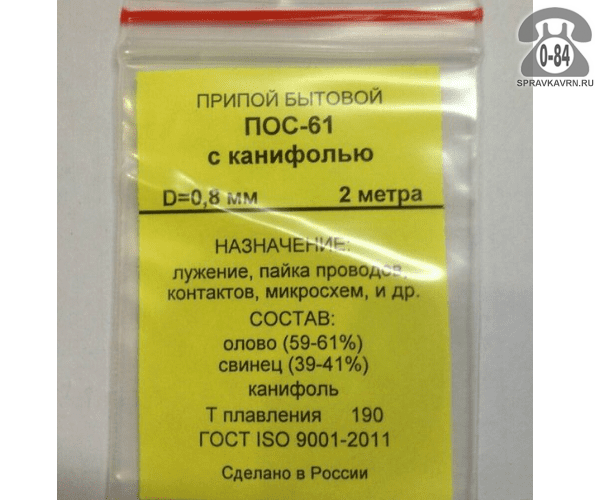 0-84
SPRAVKAVRN.RU
ПРИПОЙ БЫТОВОЙ
ПОС-61
с канифолью
D=0,8 мм 2 метра
НАЗНАЧЕНИЕ:
лужение, пайка проводов,
контактов, микросхем, и др.
СОСТАВ:
олово (59-61%)
свинец (39-41%)
канифоль
Т плавления 190
ГОСТ ISO 9001-2011
Сделано в России